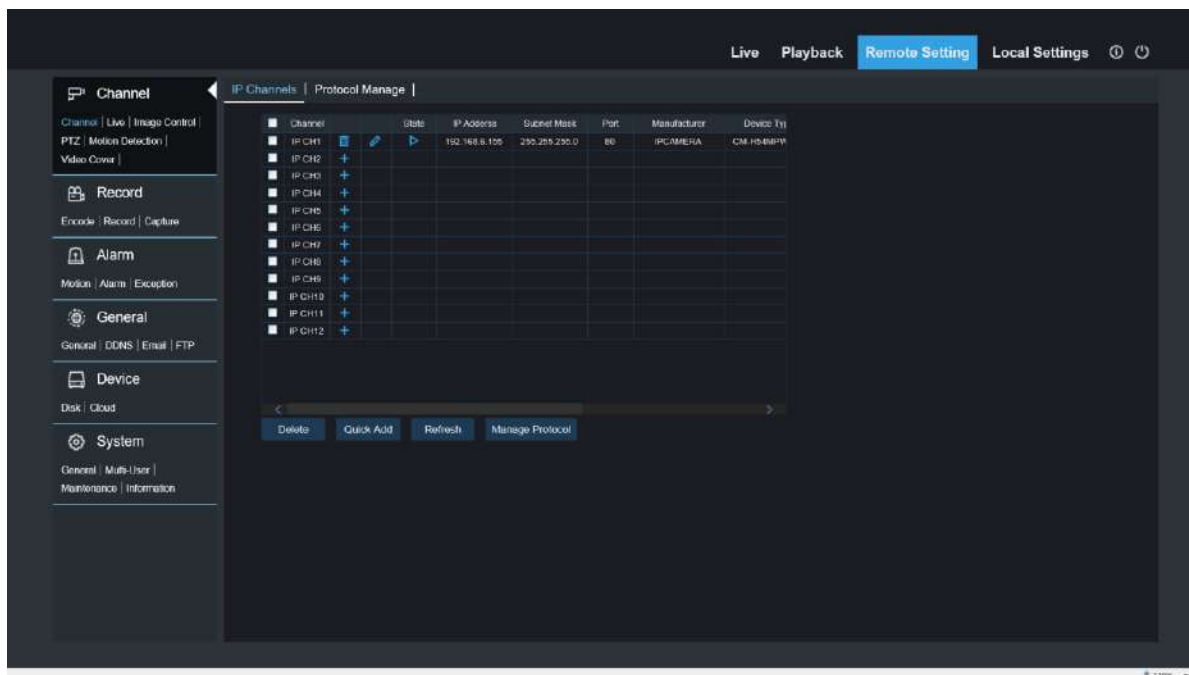 Live Playback Remote Setting Local Settings
Channel
Channel | Live | Image Control |
PTZ | Motion Detection |
Video Cover |
Record
Encode | Record | Capture
Alarm
Motion | Alarm | Exception
General
General | DDNS | Email | FTP
Device
Disk | Cloud
System
General | Multi-User |
Maintenance | Information
IP Channels | Protocol Manage |
Channel State IP Adderss Subnet Mask Port Manufacturer Device Ty
IP CH1 192.168.6.155 255.255.255.0 80 IPCAMERA
IP CH2 +
IP CH3 +
IP CH4 +
IP CH5 +
IP CH6 +
IP CH7 +
IP CH8 +
IP CH9 +
IP CH10 +
IP CH11 +
IP CH12 +
Delete Quick Add Refresh Manage Protocol